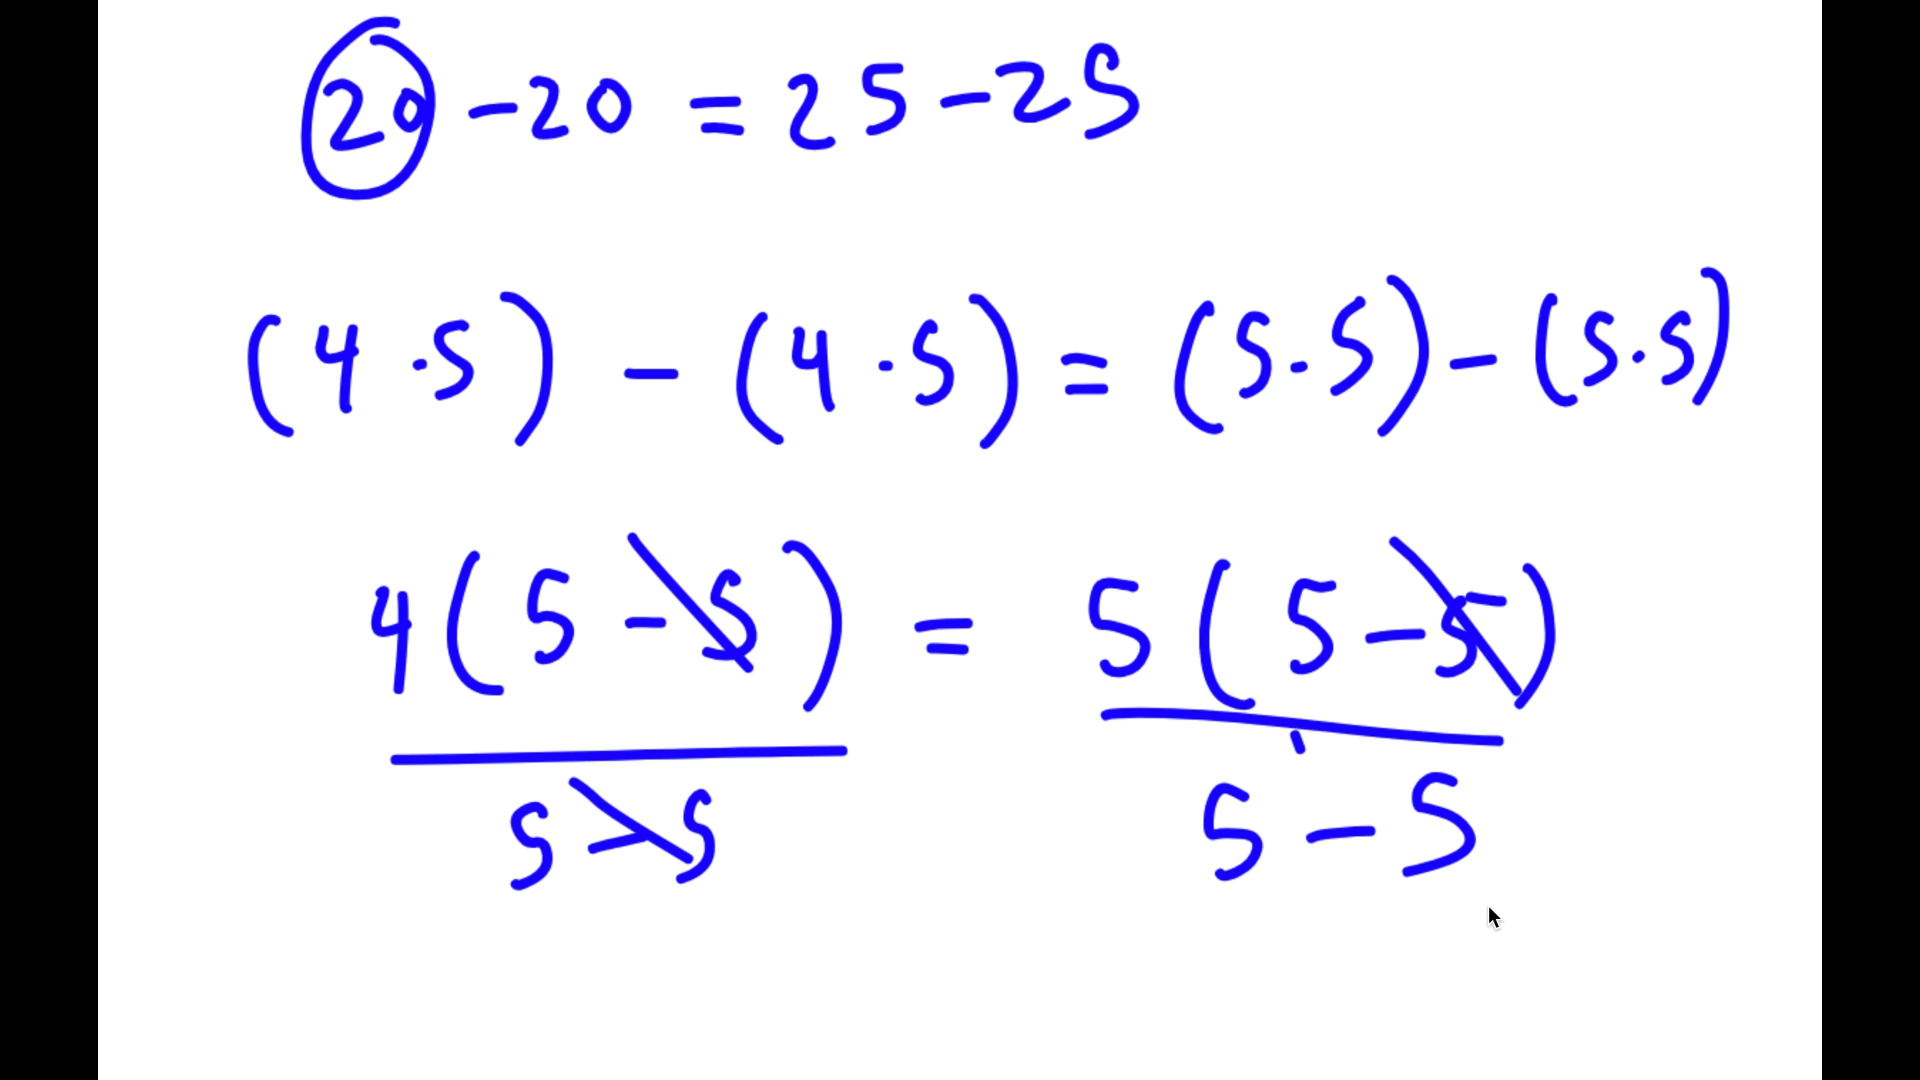 20 - 20 = 25 - 25
(4 · 5) - (4 · 5) = (5 · 5) - (5 · 5)
4(5 - 5) = 5(5 - 5)
5 - 5 5 - 5